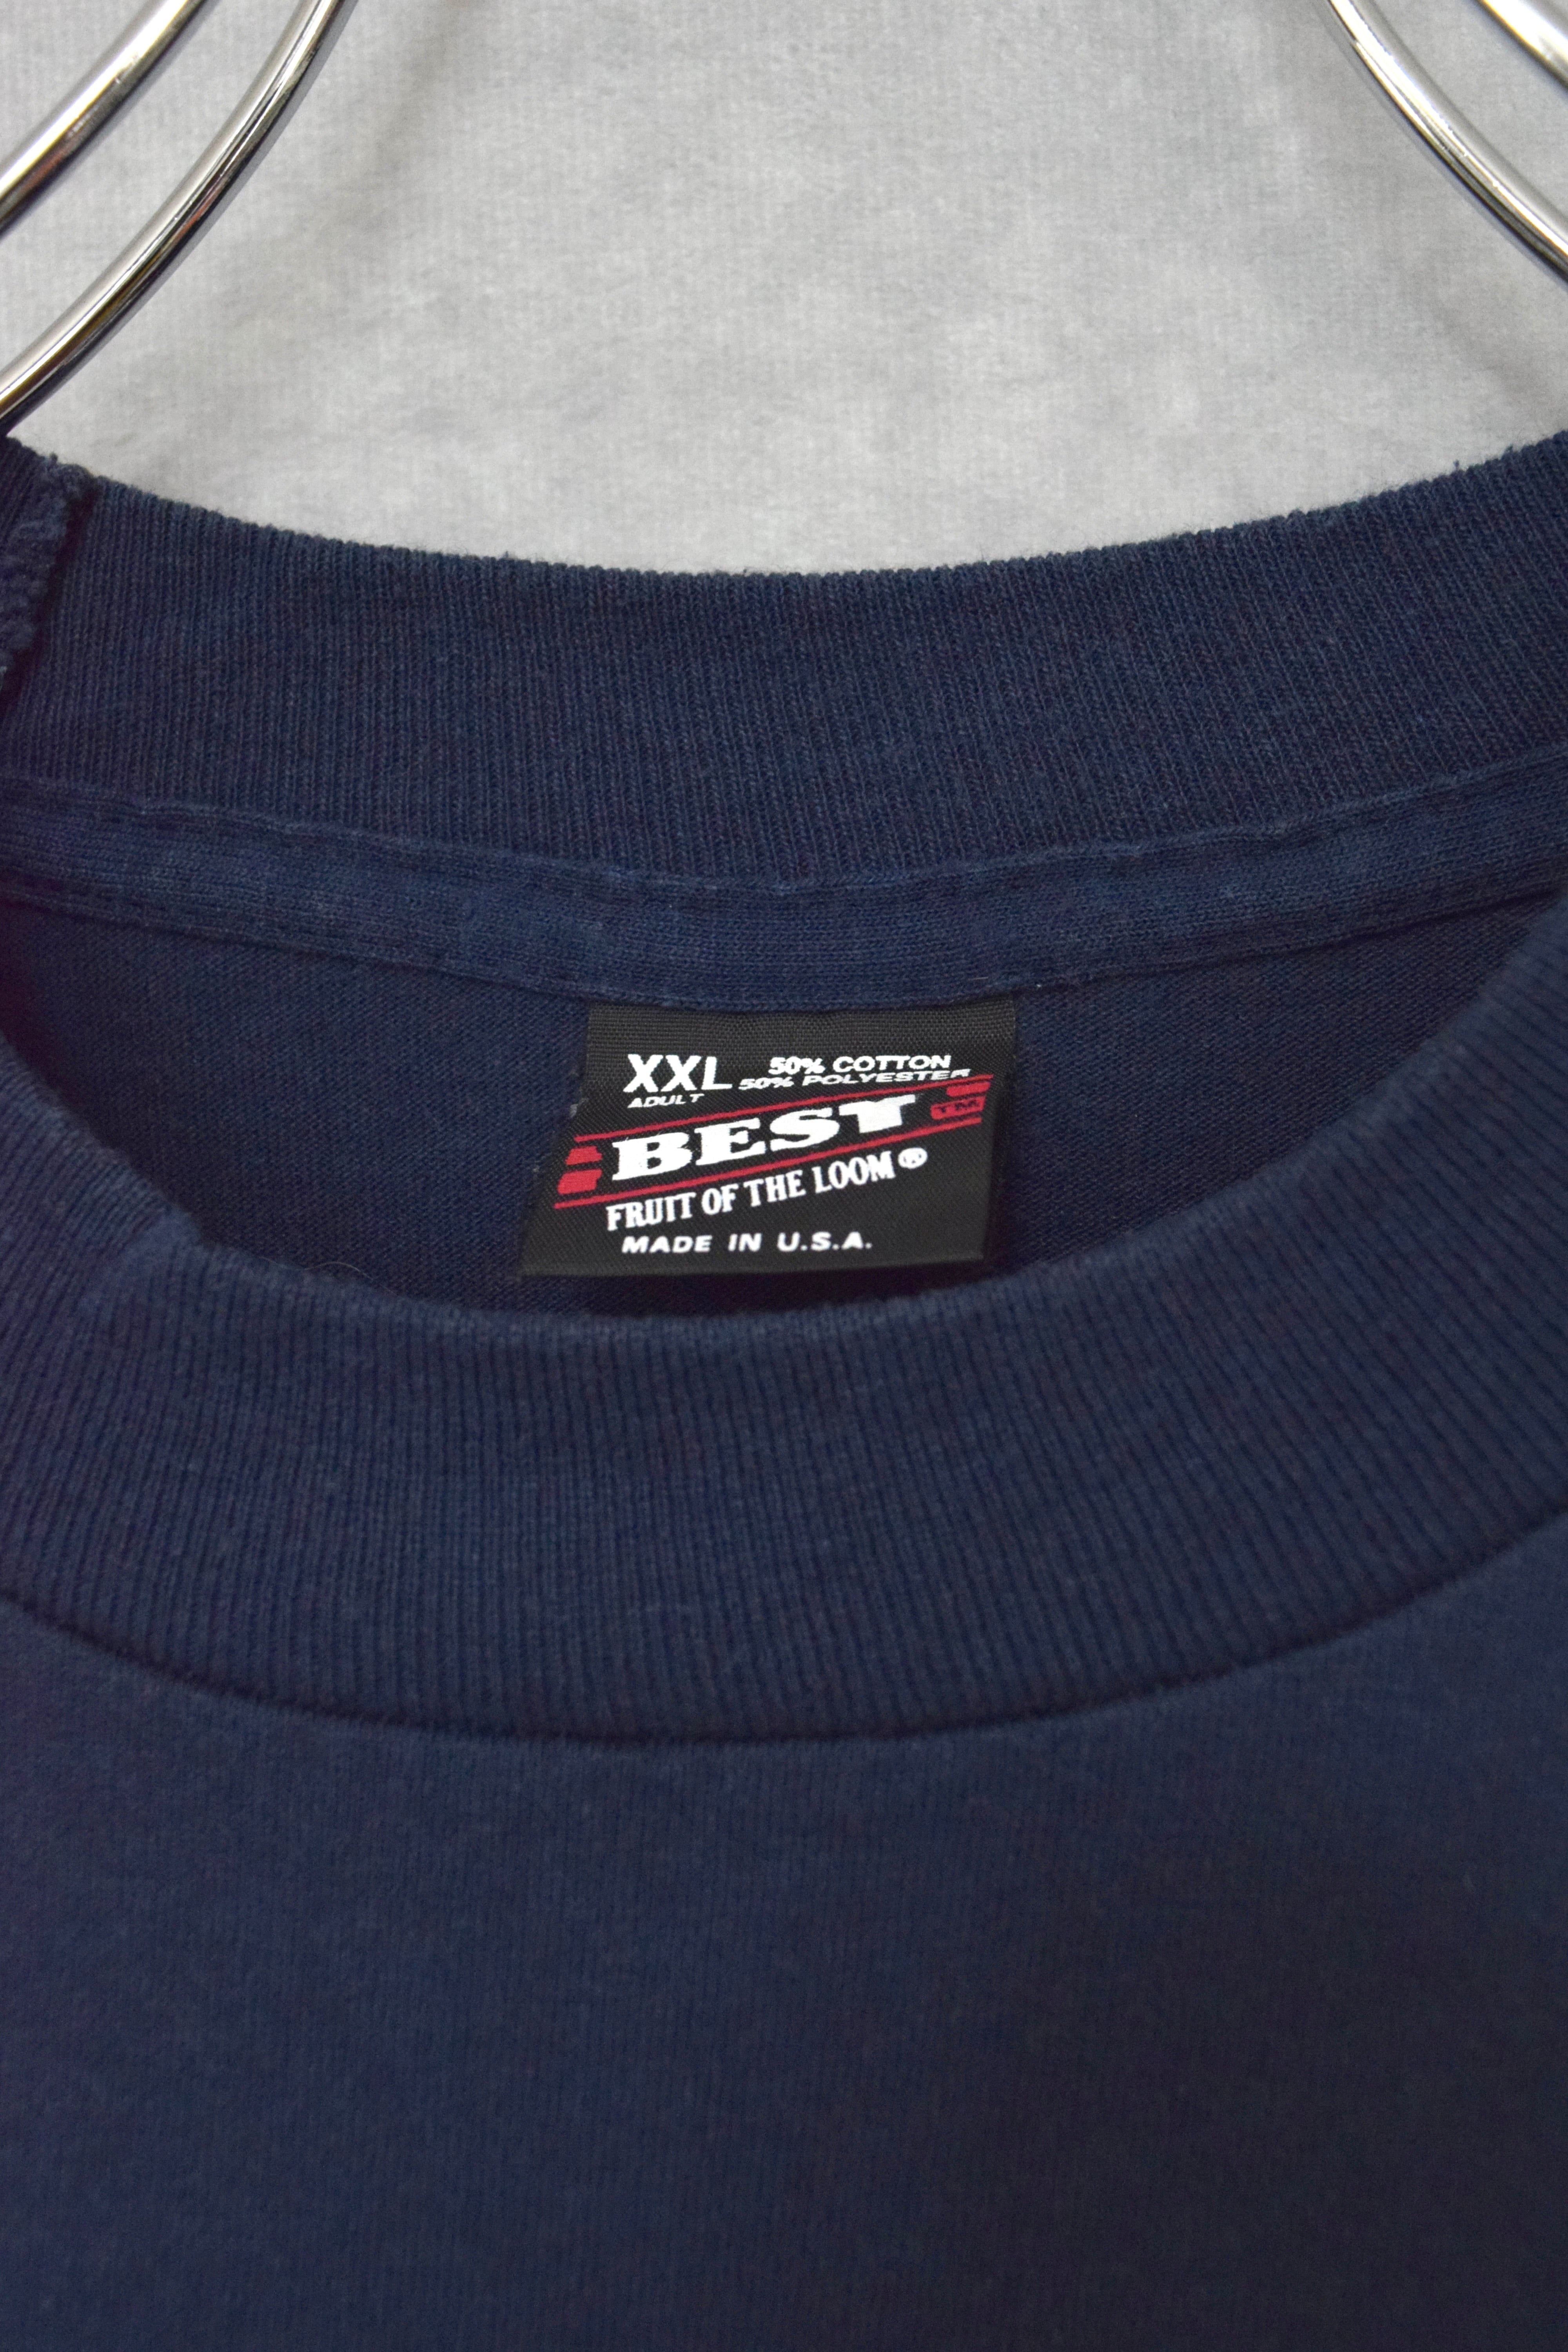 XXL 50% COTTON
ADULT 50% POLYESTER
BEST ™
FRUIT OF THE LOOM®
MADE IN U.S.A.